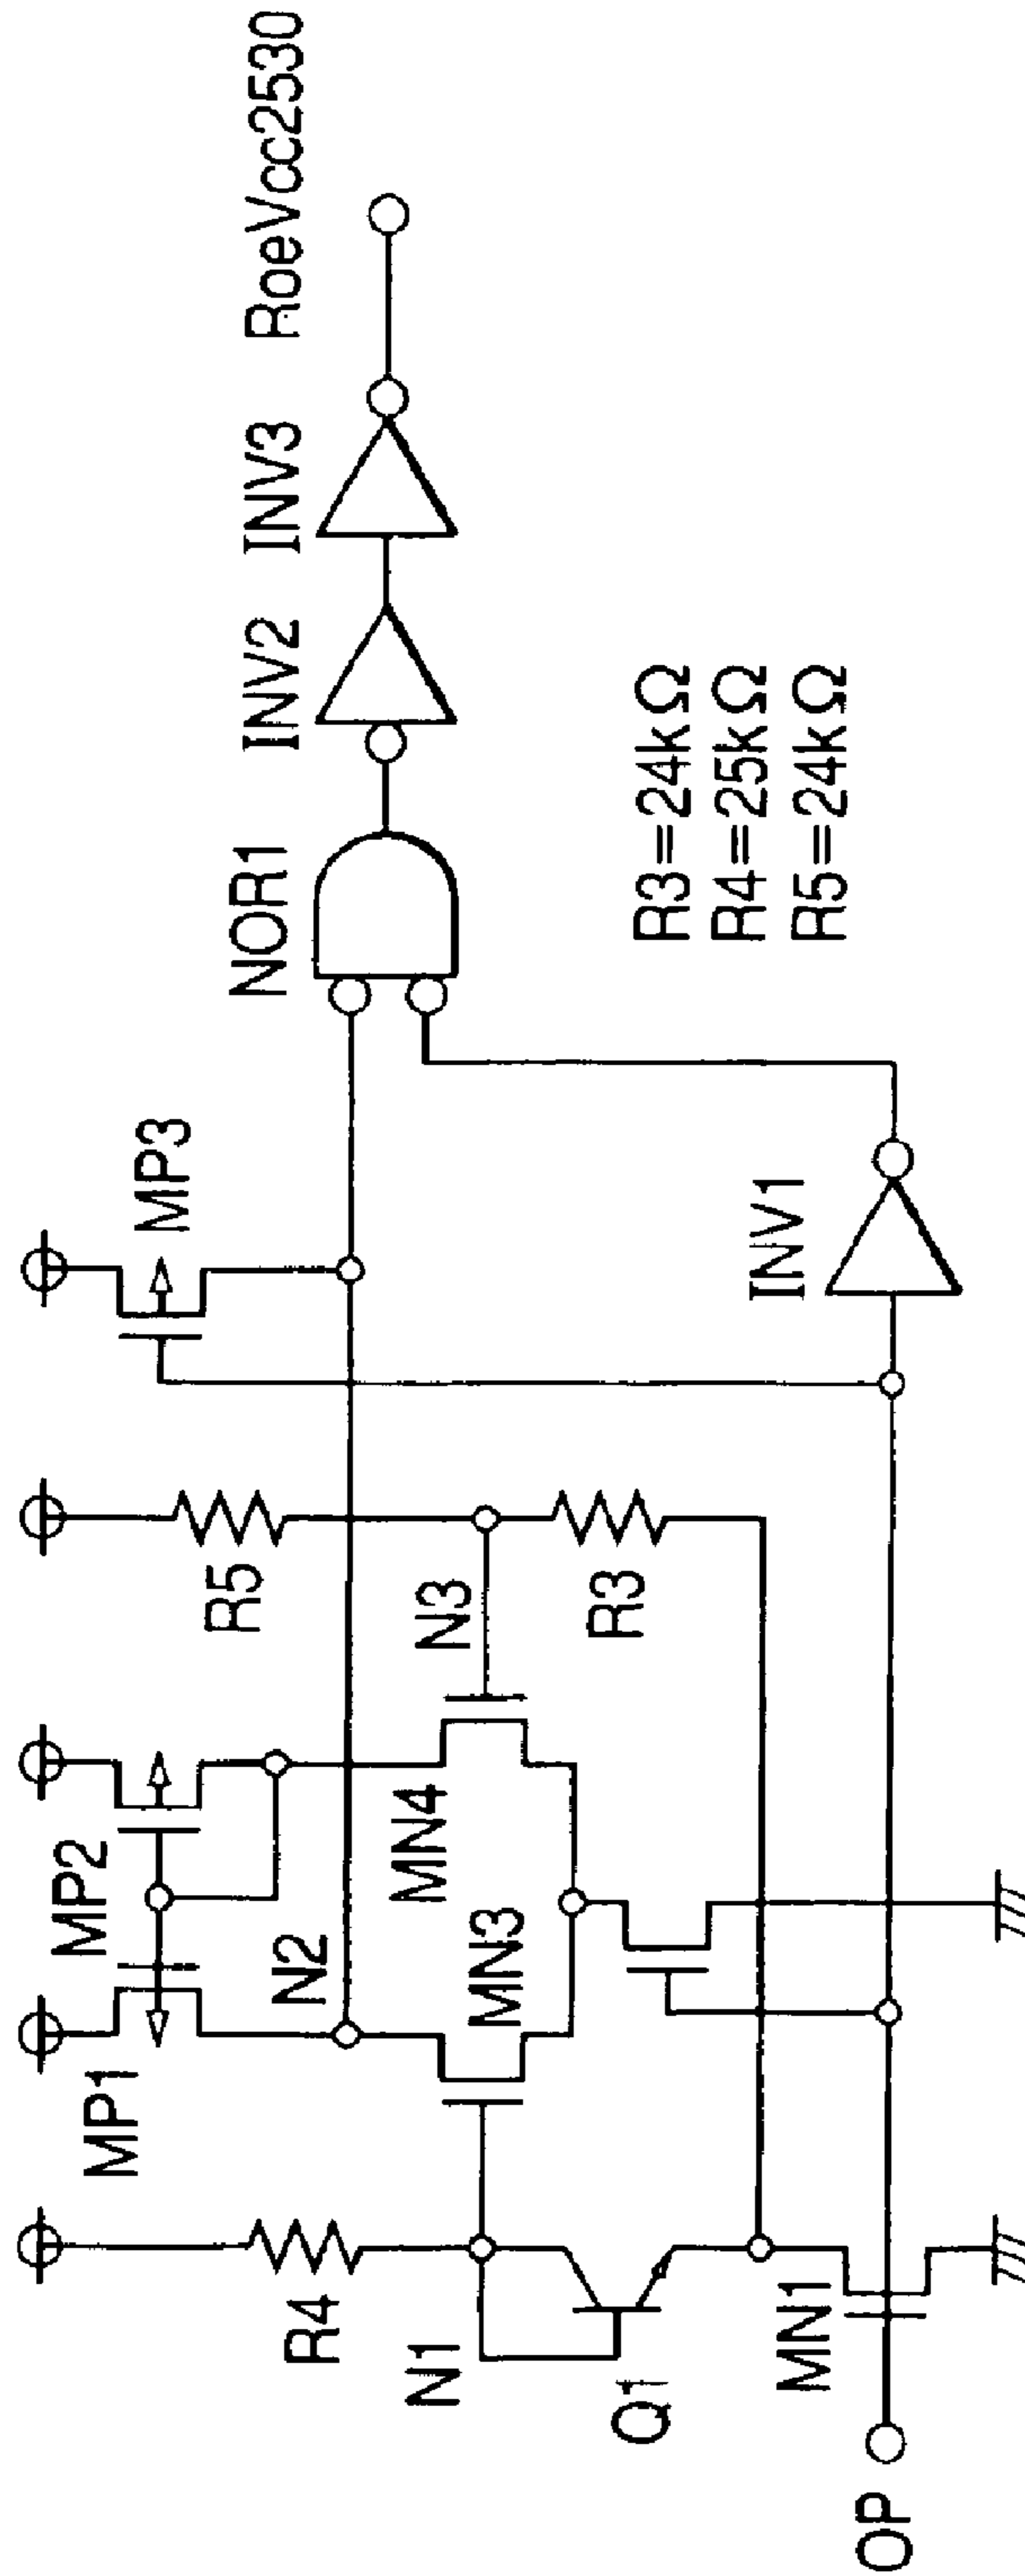 MP1
MP2
MP3
R4
N2
R5
NOR1
INV2
INV3
RoeVcc2530
N1
MN3
MN4
N3
Q1
R3
R3=24kΩ
R4=25kΩ
R5=24kΩ
MN1
INV1
OP